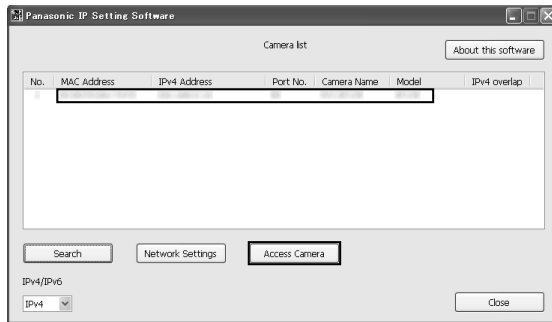 Panasonic IP Setting Software
Camera list
About this software
No. MAC Address IPv4 Address Port No. Camera Name Model IPv4 overlap
Search Network Settings Access Camera
IPv4/IPv6
IPv4
Close